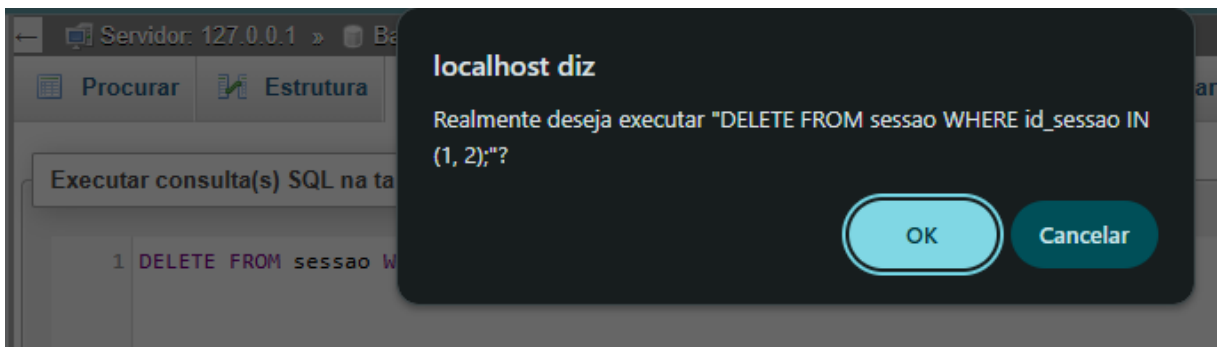 Servidor: 127.0.0.1 »
Procurar Estrutura
localhost diz
Realmente deseja executar "DELETE FROM sessao WHERE id_sessao IN
(1, 2);"?
OK Cancelar
Executar consulta(s) SQL na ta
1 DELETE FROM sessao W